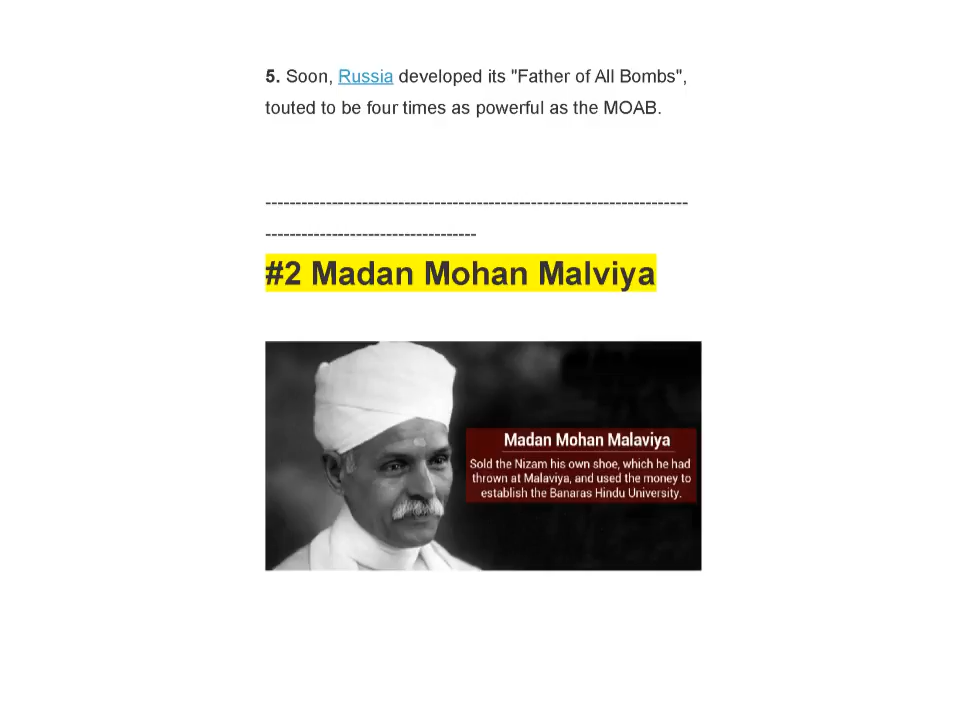 5. Soon, Russia developed its "Father of All Bombs",
touted to be four times as powerful as the MOAB.
-----------------------------------------------------------------------
-----------------------------------
#2 Madan Mohan Malviya
Madan Mohan Malaviya
Sold the Nizam his own shoe, which he had
thrown at Malaviya, and used the money to
establish the Banaras Hindu University.